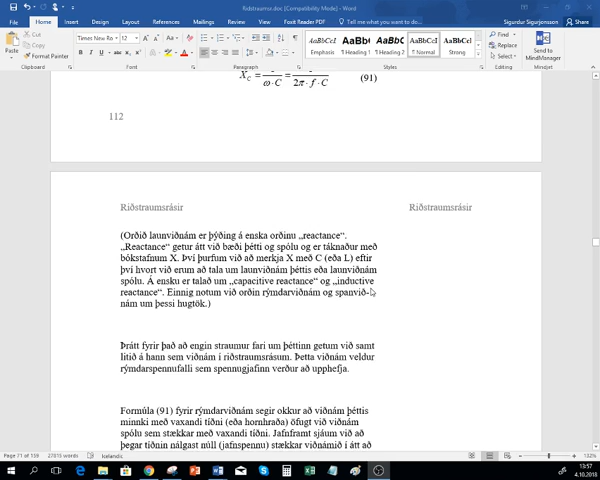 Ridstraumur.doc [Compatibility Mode] - Word
Sigurdur Sigurjonsson
File Home Insert Design Layout References Mailings Review View Foxit Reader PDF Tell me what you want to do Share
Paste
Cut
Copy
Format Painter
Times New Ro 12
Emphasis Heading 1 Heading 2 Normal Strong
Find
Replace
Select
Send to MindManager
Clipboard Font Paragraph Styles Editing Mindjet
ω·C 2π·f·C (91)
112
Riðstraumsrásir Riðstraumsrásir
(Orðið launviðnám er þýðing á enska orðinu „reactance“.
„Reactance“ getur átt við bæði þétti og spólu og er táknaður með
bókstafnum X. Því þurfum við að merkja X með C (eða L) eftir
því hvort við erum að tala um launviðnám þéttis eða launviðnám
spólu. Á ensku er talað um „capacitive reactance“ og „inductive
reactance“. Einnig notum við orðin rýmdarviðnám og spanvið-
nám um þessi hugtök.)
Þrátt fyrir það að engin straumur fari um þéttinn getum við samt
litið á hann sem viðnám í riðstraumsrásum. Þetta viðnám veldur
rýmdarspennufalli sem spennugjafinn verður að upphefja.
Formúla (91) fyrir rýmdarviðnám segir okkur að viðnám þéttis
minnki með vaxandi tíðni (eða hornhraða) öfugt við viðnám
spólu sem stækkar með vaxandi tíðni. Jafnframt sjáum við að
þegar tíðnin nálgast núll (jafnspennu) stækkar viðnámið í átt að
Page 71 of 159 27815 words Icelandic 132%
13:57
4.10.2018